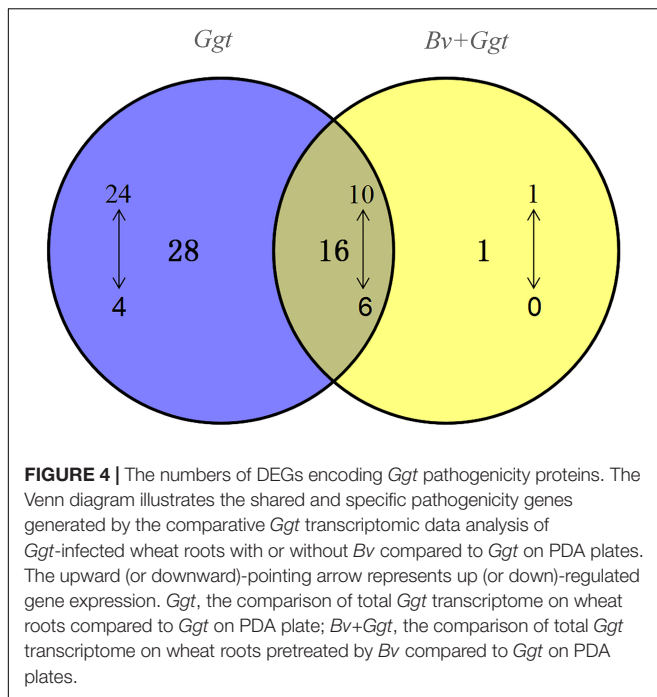 Ggt
Bv+Ggt
24
10
1
28
16
1
4
6
0
FIGURE 4 | The numbers of DEGs encoding Ggt pathogenicity proteins. The
Venn diagram illustrates the shared and specific pathogenicity genes
generated by the comparative Ggt transcriptomic data analysis of
Ggt-infected wheat roots with or without Bv compared to Ggt on PDA plates.
The upward (or downward)-pointing arrow represents up (or down)-regulated
gene expression. Ggt, the comparison of total Ggt transcriptome on wheat
roots compared to Ggt on PDA plate; Bv+Ggt, the comparison of total Ggt
transcriptome on wheat roots pretreated by Bv compared to Ggt on PDA
plates.